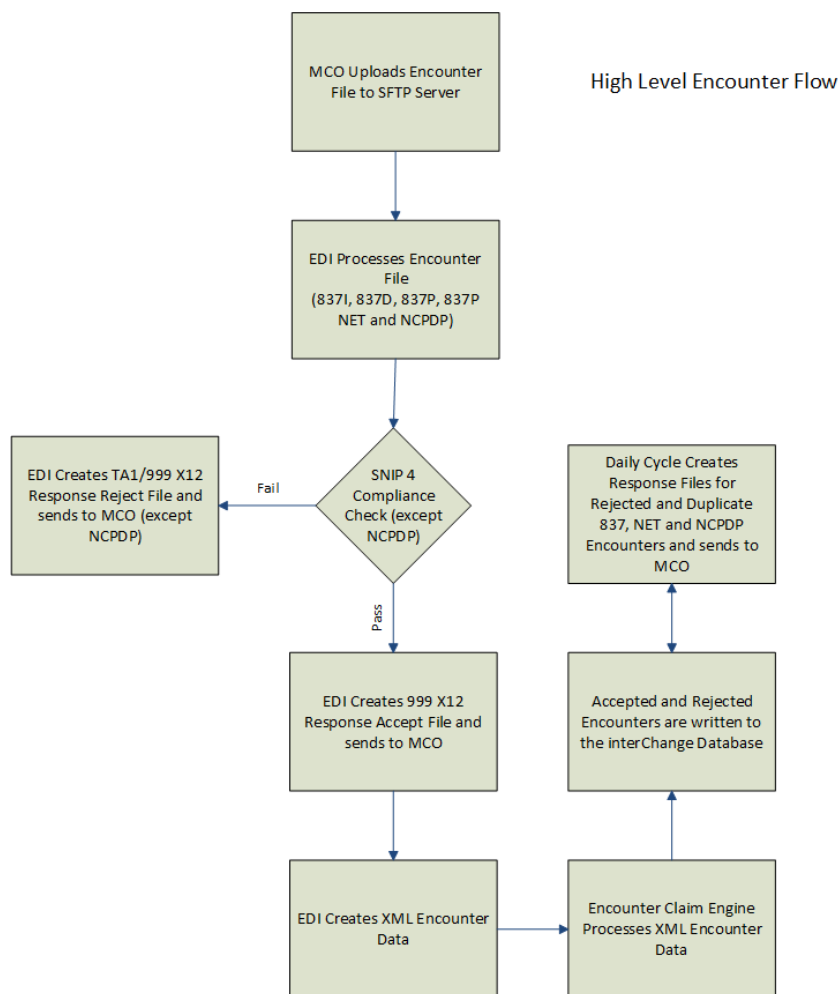 High Level Encounter Flow
MCO Uploads Encounter
File to SFTP Server
EDI Processes Encounter
File
(837I, 837D, 837P, 837P
NET and NCPDP)
SNIP 4
Compliance
Check (except
NCPDP)
Fail
EDI Creates TA1/999 X12
Response Reject File and
sends to MCO (except
NCPDP)
Pass
EDI Creates 999 X12
Response Accept File and
sends to MCO
EDI Creates XML Encounter
Data
Encounter Claim Engine
Processes XML Encounter
Data
Accepted and Rejected
Encounters are written to
the interChange Database
Daily Cycle Creates
Response Files for
Rejected and Duplicate
837, NET and NCPDP
Encounters and sends to
MCO